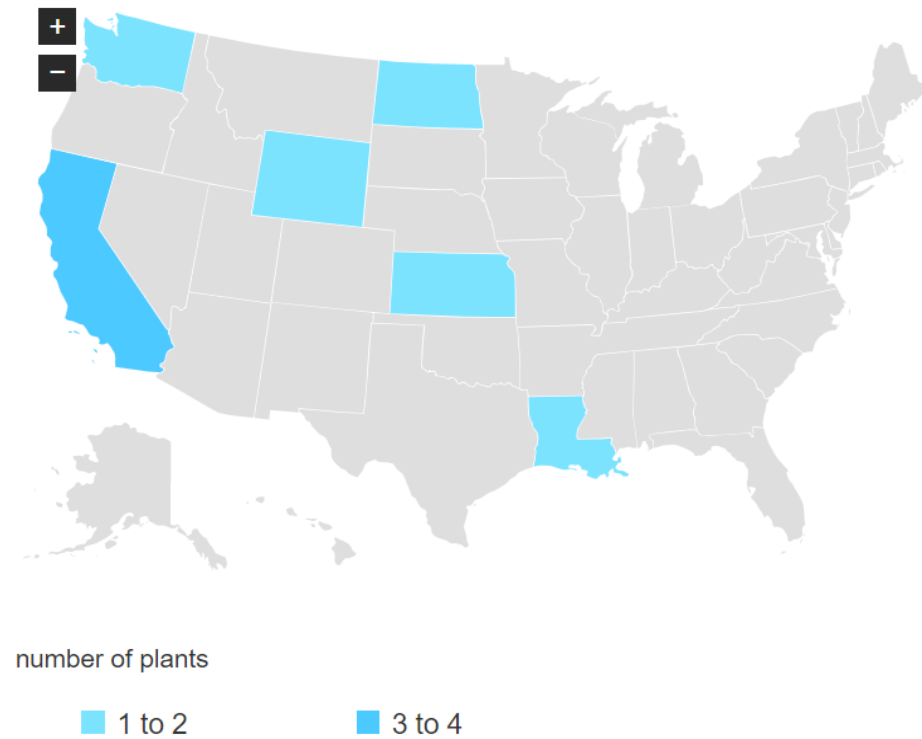 +
−
number of plants
1 to 2
3 to 4